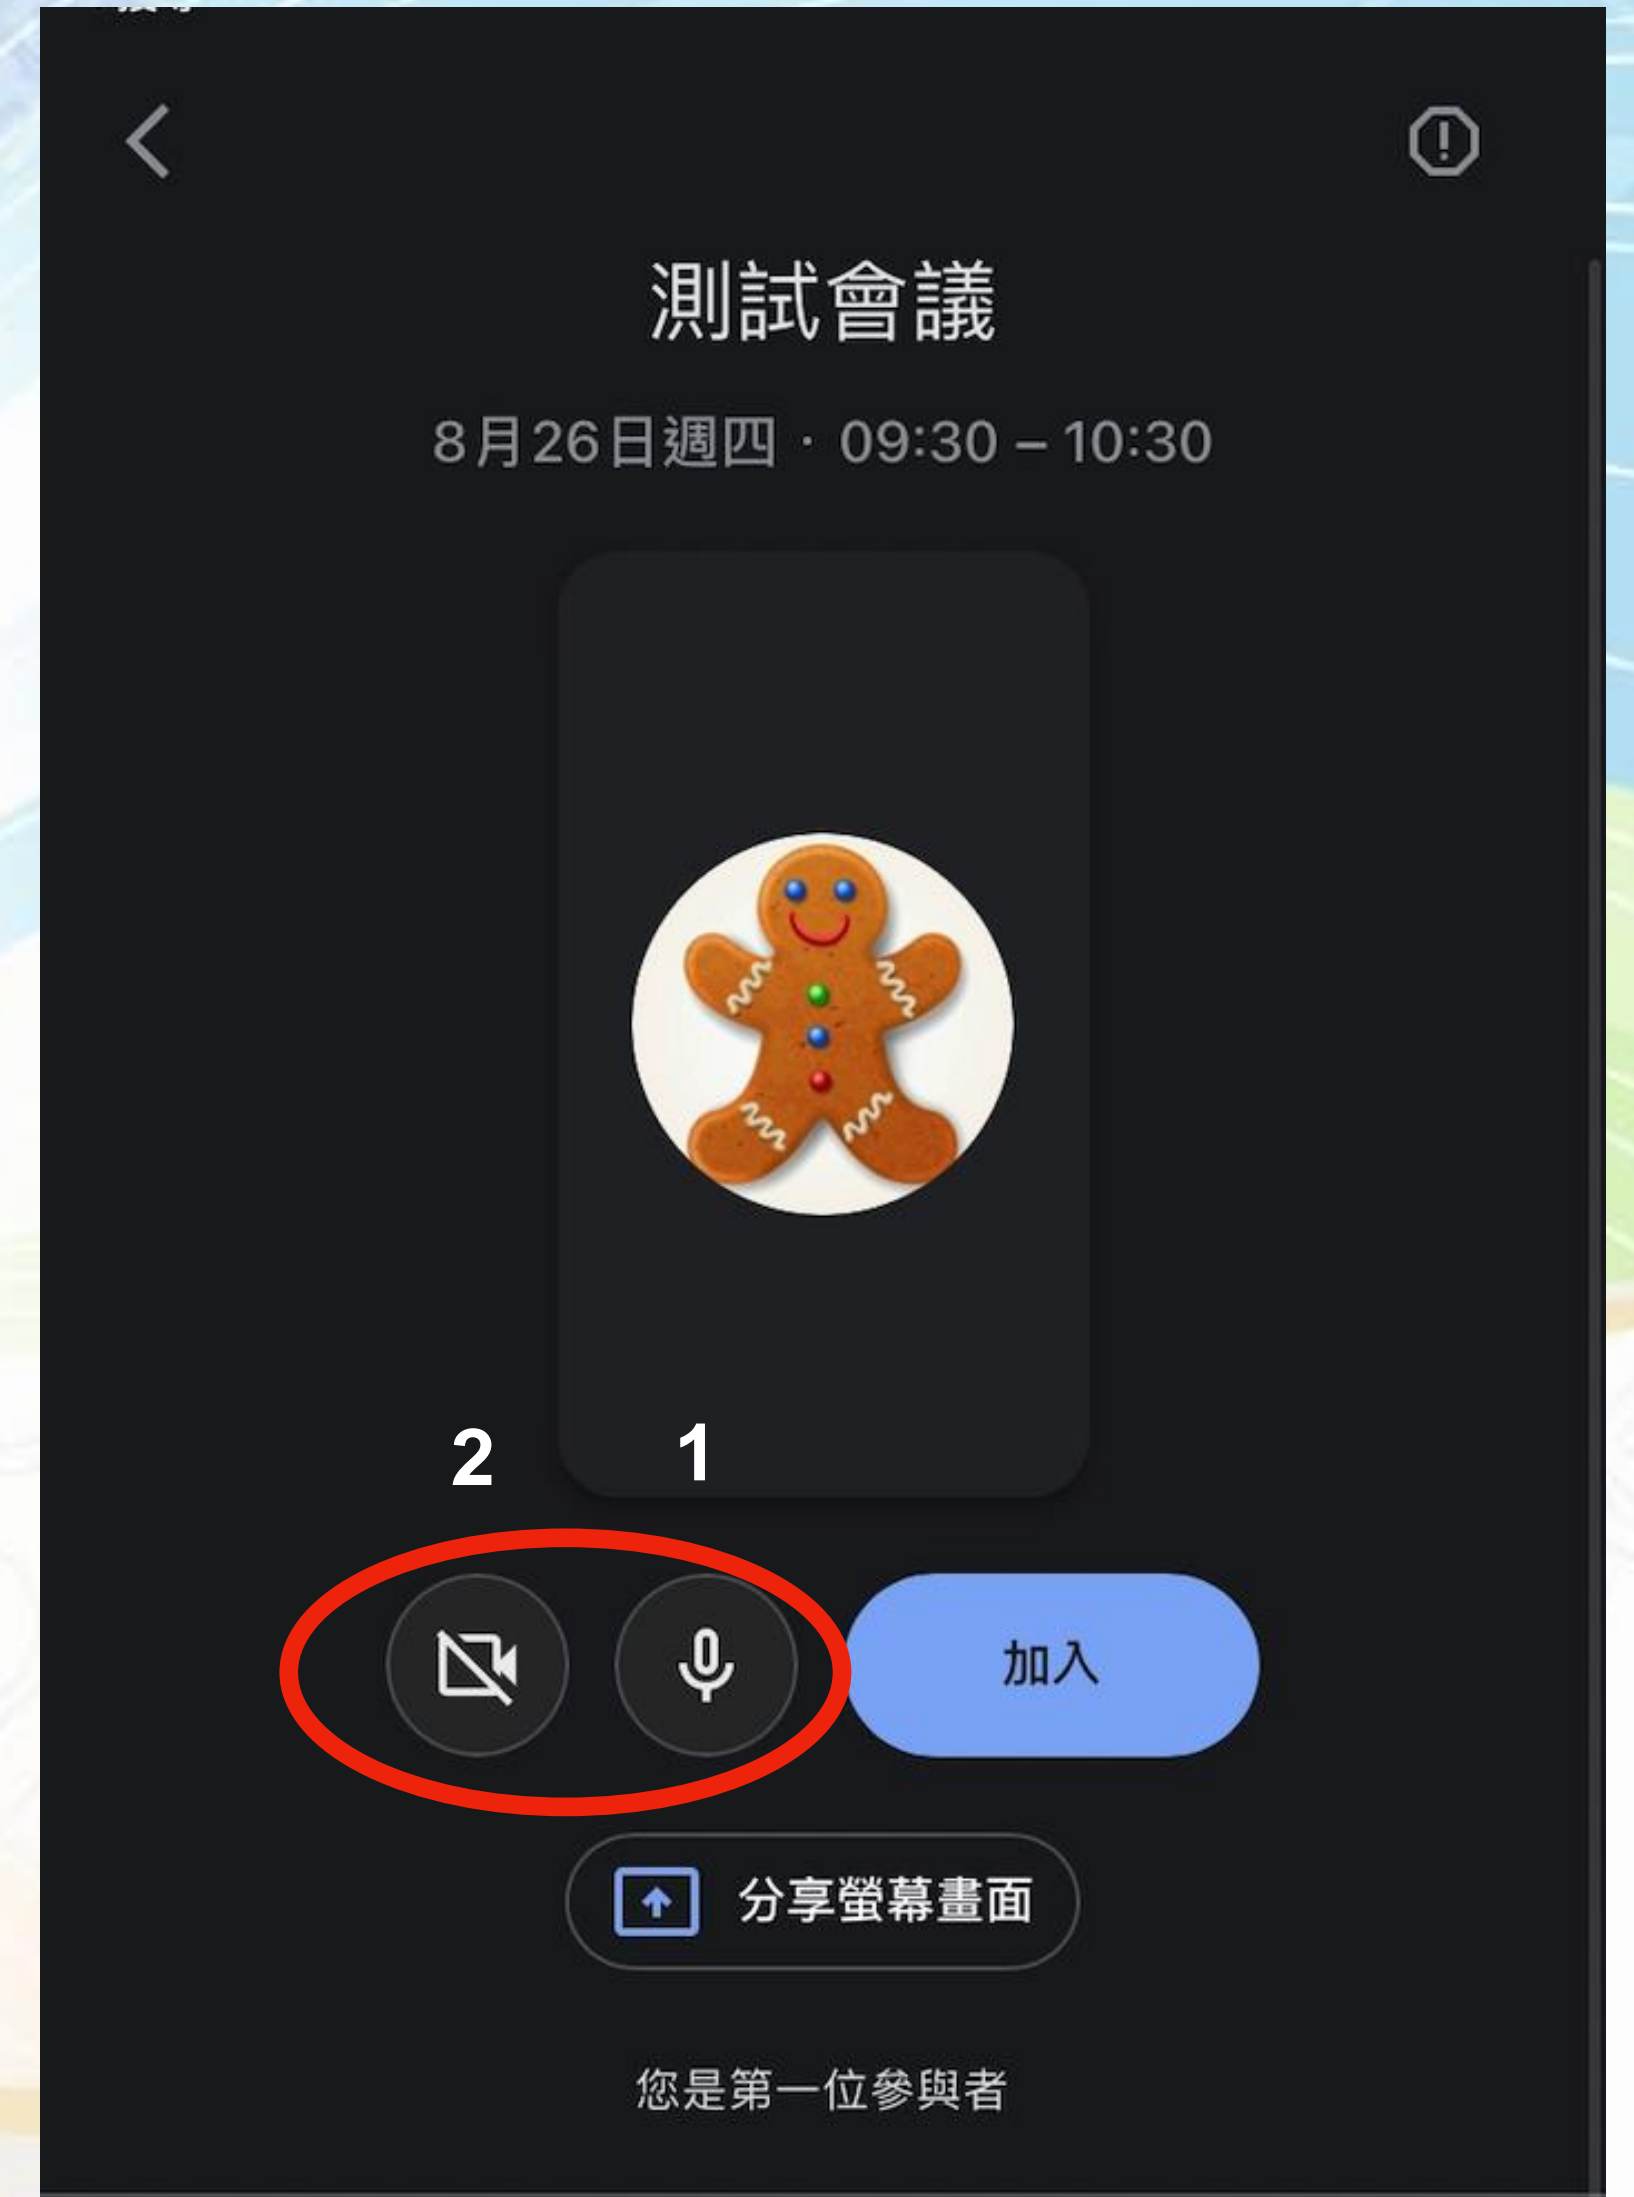 測試會議
8月26日週四 · 09:30 – 10:30
2 1
加入
分享螢幕畫面
您是第一位參與者